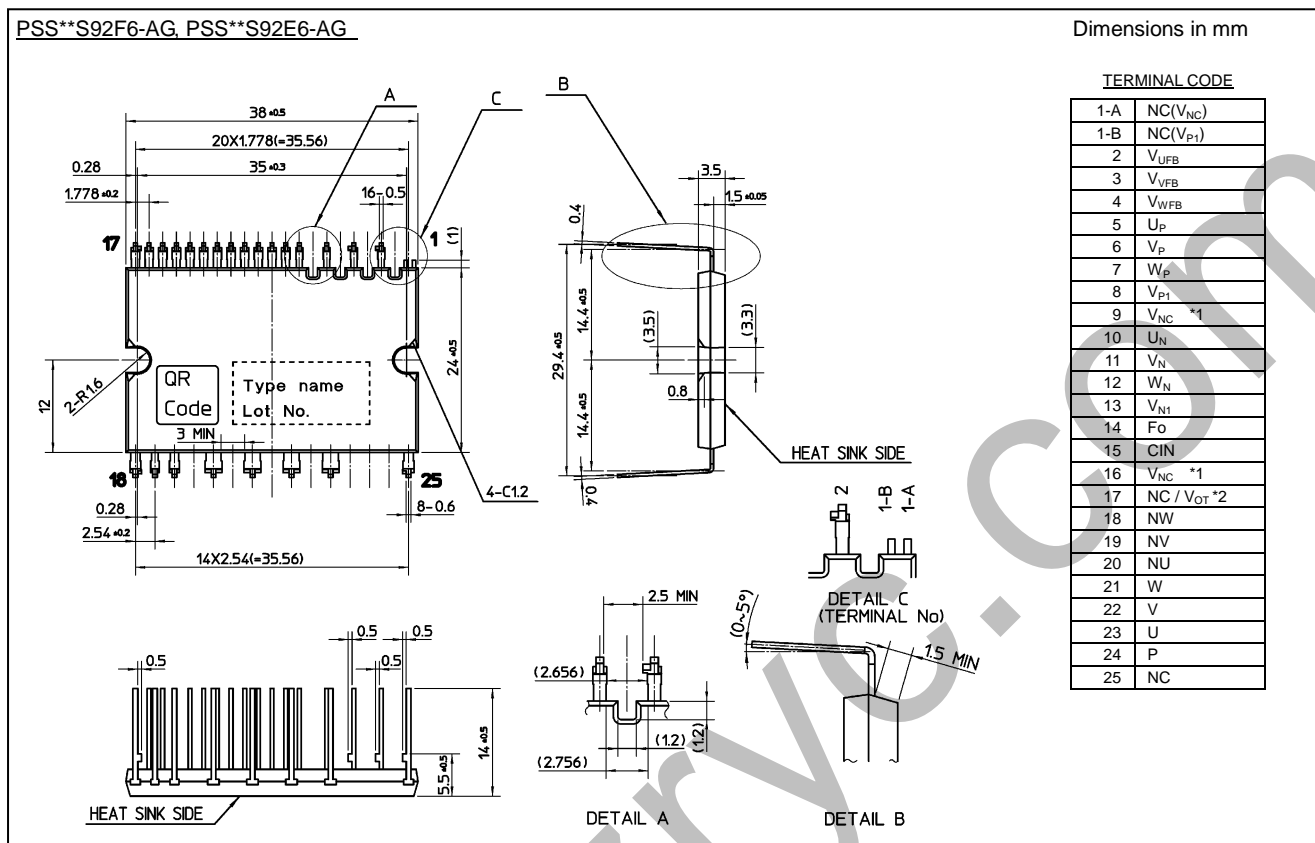 PSS**S92F6-AG, PSS**S92E6-AG
Dimensions in mm
A
C
B
38 ±0.5
20X1.778(=35.56)
35 ±0.3
0.28
1.778 ±0.2
16-0.5
17
1
(1)
QR
Code
Type name
Lot No.
3 MIN
2-R1.6
12
24 ±0.5
18
25
4-C1.2
0.28
8-0.6
2.54 ±0.2
14X2.54(=35.56)
3.5
1.5 ±0.05
0.4
29.4 ±0.5
14.4 ±0.5
14.4 ±0.5
(3.5)
(3.3)
0.8
0.4
HEAT SINK SIDE
2
1-B
1-A
DETAIL C
(TERMINAL No)
0.5
0.5
0.5
0.5
5.5 ±0.5
14 ±0.5
HEAT SINK SIDE
2.5 MIN
(2.656)
(1.2)
(1.2)
(2.756)
DETAIL A
(0~5°)
1.5 MIN
DETAIL B
TERMINAL CODE
1-A NC(VNC)
1-B NC(VP1)
2 VUFB
3 VVFB
4 VWFB
5 UP
6 VP
7 WP
8 VP1
9 VNC *1
10 UN
11 VN
12 WN
13 VN1
14 Fo
15 CIN
16 VNC *1
17 NC / VOT *2
18 NW
19 NV
20 NU
21 W
22 V
23 U
24 P
25 NC
ryc.com